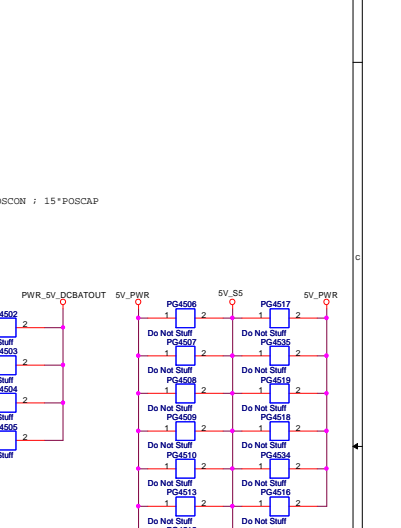 OSCON ; 15*POSCAP
C
PWR_5V_DCBATOUT 5V_PWR 5V_S5 5V_PWR
4502 PG4506 PG4517
2 1 2 1 2
Stuff Do Not Stuff Do Not Stuff
4503 PG4507 PG4535
2 1 2 1 2
Stuff Do Not Stuff Do Not Stuff
4504 PG4508 PG4519
2 1 2 1 2
Stuff Do Not Stuff Do Not Stuff
4505 PG4509 PG4518
2 1 2 1 2
Stuff Do Not Stuff Do Not Stuff
PG4510 PG4534
1 2 1 2
Do Not Stuff Do Not Stuff
PG4513 PG4516
1 2 1 2
Do Not Stuff Do Not Stuff